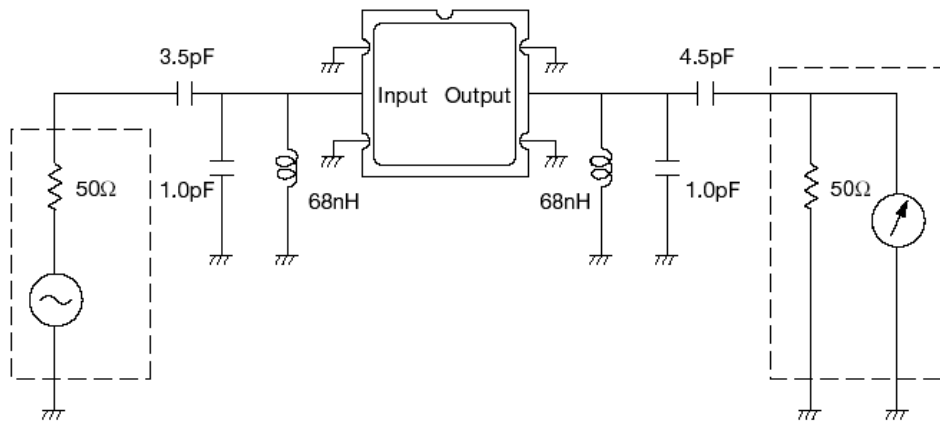 3.5pF
4.5pF
Input Output
50Ω
1.0pF
68nH
68nH
1.0pF
50Ω